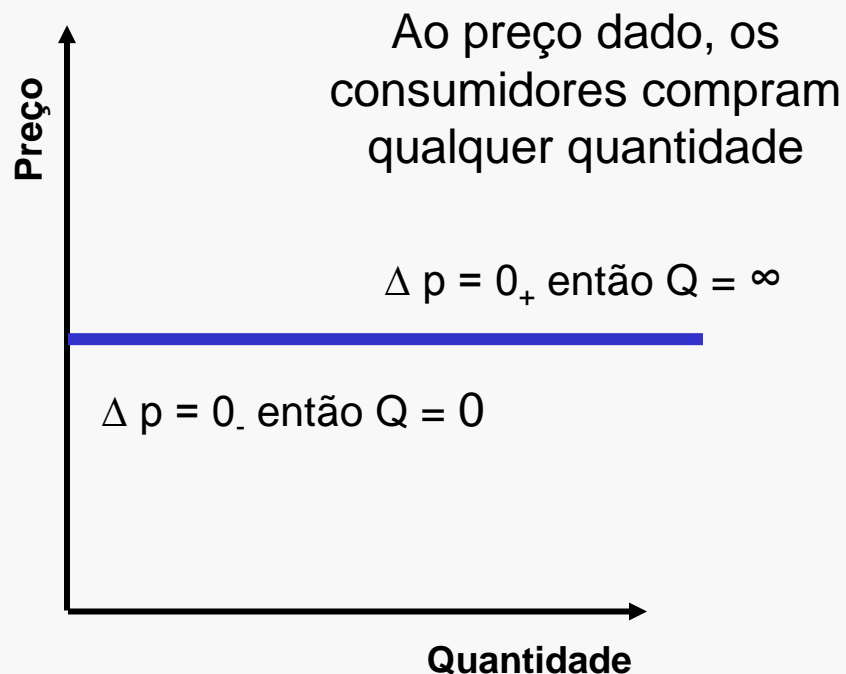 Ao preço dado, os
consumidores compram
qualquer quantidade
Preço
Δ p = 0₊ então Q = ∞
Δ p = 0₋ então Q = 0
Quantidade